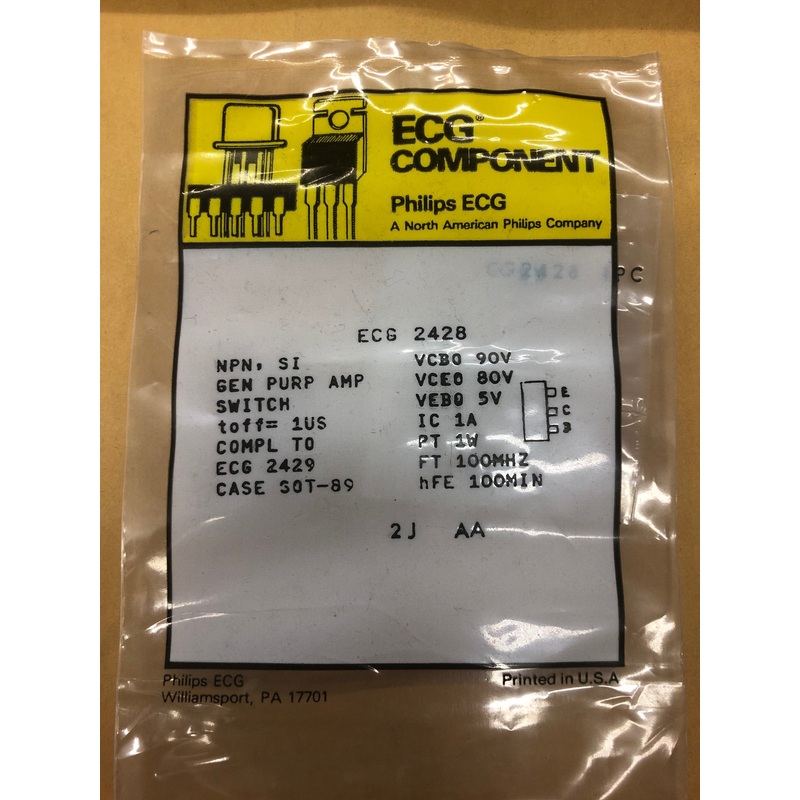 ECG®
COMPONENT
Philips ECG
A North American Philips Company
CG2428 1PC
ECG 2428
NPN, SI
GEN PURP AMP
SWITCH
toff= 1US
COMPL TO
ECG 2429
CASE SOT-89
VCBO 90V
VCEO 80V
VEBO 5V
IC 1A
PT 1W
FT 100MHZ
hFE 100MIN
E
C
B
2J AA
Philips ECG
Williamsport, PA 17701
Printed in U.S.A